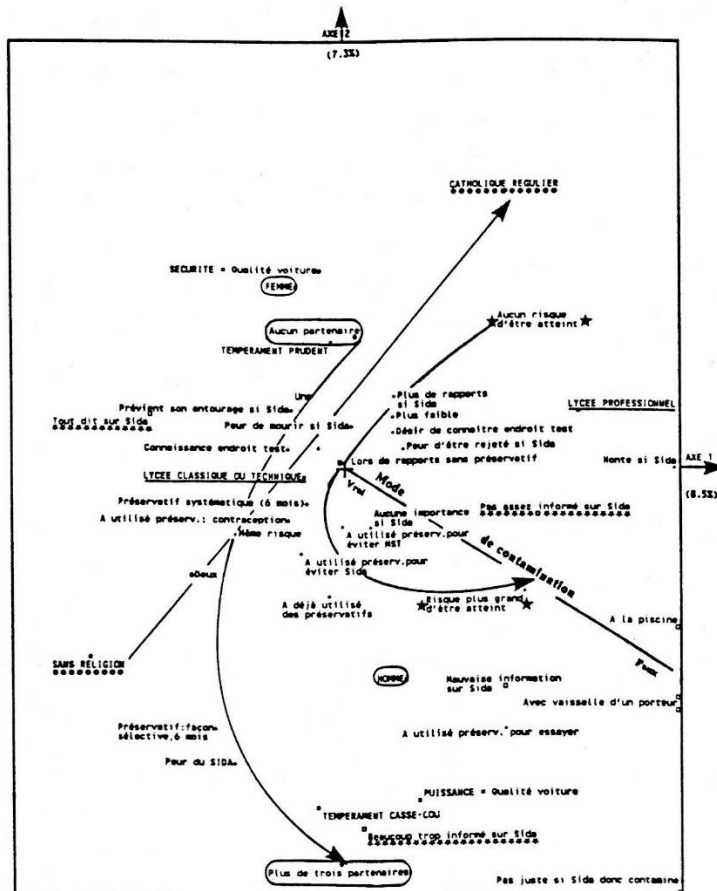 AXE 2
(7.3%)
CATHOLIQUE REGULIER
SECURITE = Qualité voiture
FEMME
Aucun risque
d'être atteint
Aucun partenaire
TEMPERAMENT PRUDENT
Une
Plus de rapports
si Sida
LYCEE PROFESSIONNEL
Prévient son entourage si Sida
Plus faible
Tout dit sur Sida
Peur de mourir si Sida
Désir de connaître endroit test
Connaissance endroit test
Peur d'être rejeté si Sida
Lors de rapports sans préservatif
Honte si Sida
AXE 1
(8.5%)
LYCEE CLASSIQUE OU TECHNIQUE
Vrai
Mode
de contamination
Faux
Préservatif systématique (6 mois)
Aucune importance
si Sida
Pas assez informé sur Sida
A utilisé préserv.: contraception
Même risque
A utilisé préserv.pour
éviter MST
A utilisé préserv.pour
éviter Sida
Deux
A déjà utilisé
des préservatifs
Risque plus grand
d'être atteint
A la piscine
SANS RELIGION
HOMME
Mauvaise information
sur Sida
Avec vaisselle d'un porteur
Préservatif:façon
sélective,6 mois
A utilisé préserv.pour essayer
Peur du SIDA
PUISSANCE = Qualité voiture
TEMPERAMENT CASSE-COU
Beaucoup trop informé sur Sida
Plus de trois partenaires
Pas juste si Sida donc contamine